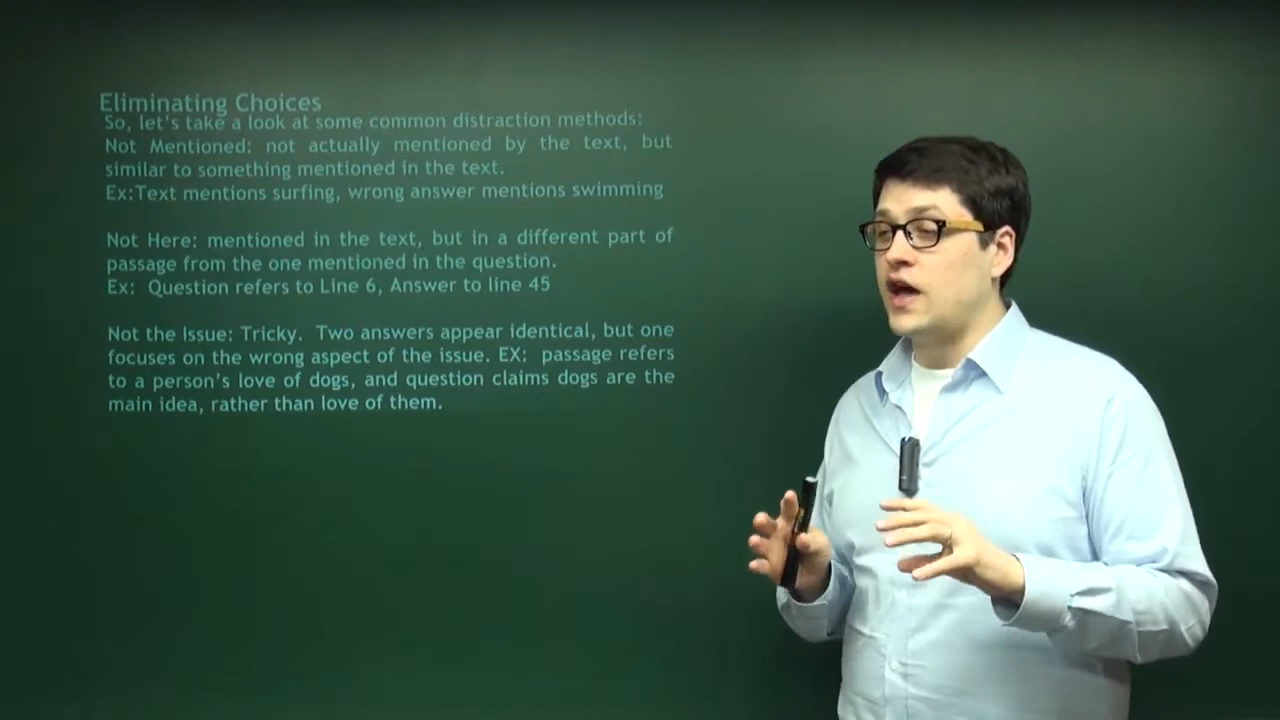 Eliminating Choices
So, let's take a look at some common distraction methods:
Not Mentioned: not actually mentioned by the text, but
similar to something mentioned in the text.
Ex:Text mentions surfing, wrong answer mentions swimming
Not Here: mentioned in the text, but in a different part of
passage from the one mentioned in the question.
Ex: Question refers to Line 6, Answer to line 45
Not the Issue: Tricky. Two answers appear identical, but one
focuses on the wrong aspect of the issue. EX: passage refers
to a person's love of dogs, and question claims dogs are the
main idea, rather than love of them.